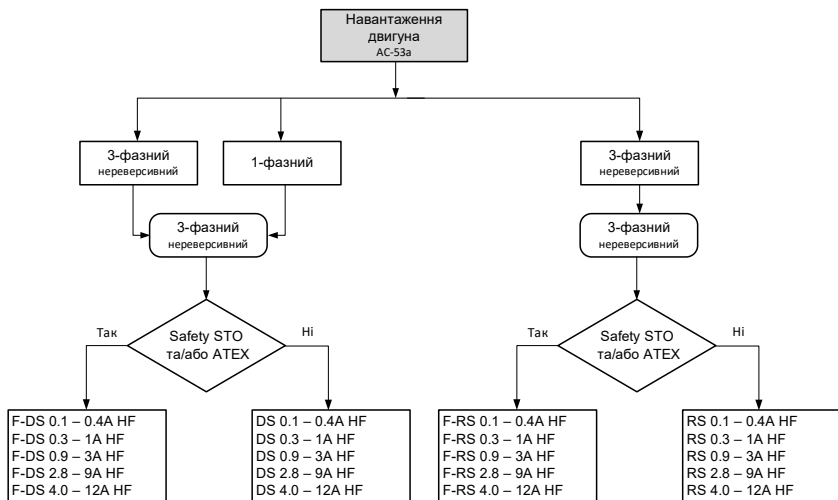 Навантаження
двигуна
АС-53а
3-фазний
нереверсивний
1-фазний
3-фазний
нереверсивний
3-фазний
нереверсивний
3-фазний
нереверсивний
Так
Safety STO
та/або ATEX
Ні
Так
Safety STO
та/або ATEX
Ні
F-DS 0.1 – 0.4A HF
F-DS 0.3 – 1A HF
F-DS 0.9 – 3A HF
F-DS 2.8 – 9A HF
F-DS 4.0 – 12A HF
DS 0.1 – 0.4A HF
DS 0.3 – 1A HF
DS 0.9 – 3A HF
DS 2.8 – 9A HF
DS 4.0 – 12A HF
F-RS 0.1 – 0.4A HF
F-RS 0.3 – 1A HF
F-RS 0.9 – 3A HF
F-RS 2.8 – 9A HF
F-RS 4.0 – 12A HF
RS 0.1 – 0.4A HF
RS 0.3 – 1A HF
RS 0.9 – 3A HF
RS 2.8 – 9A HF
RS 4.0 – 12A HF